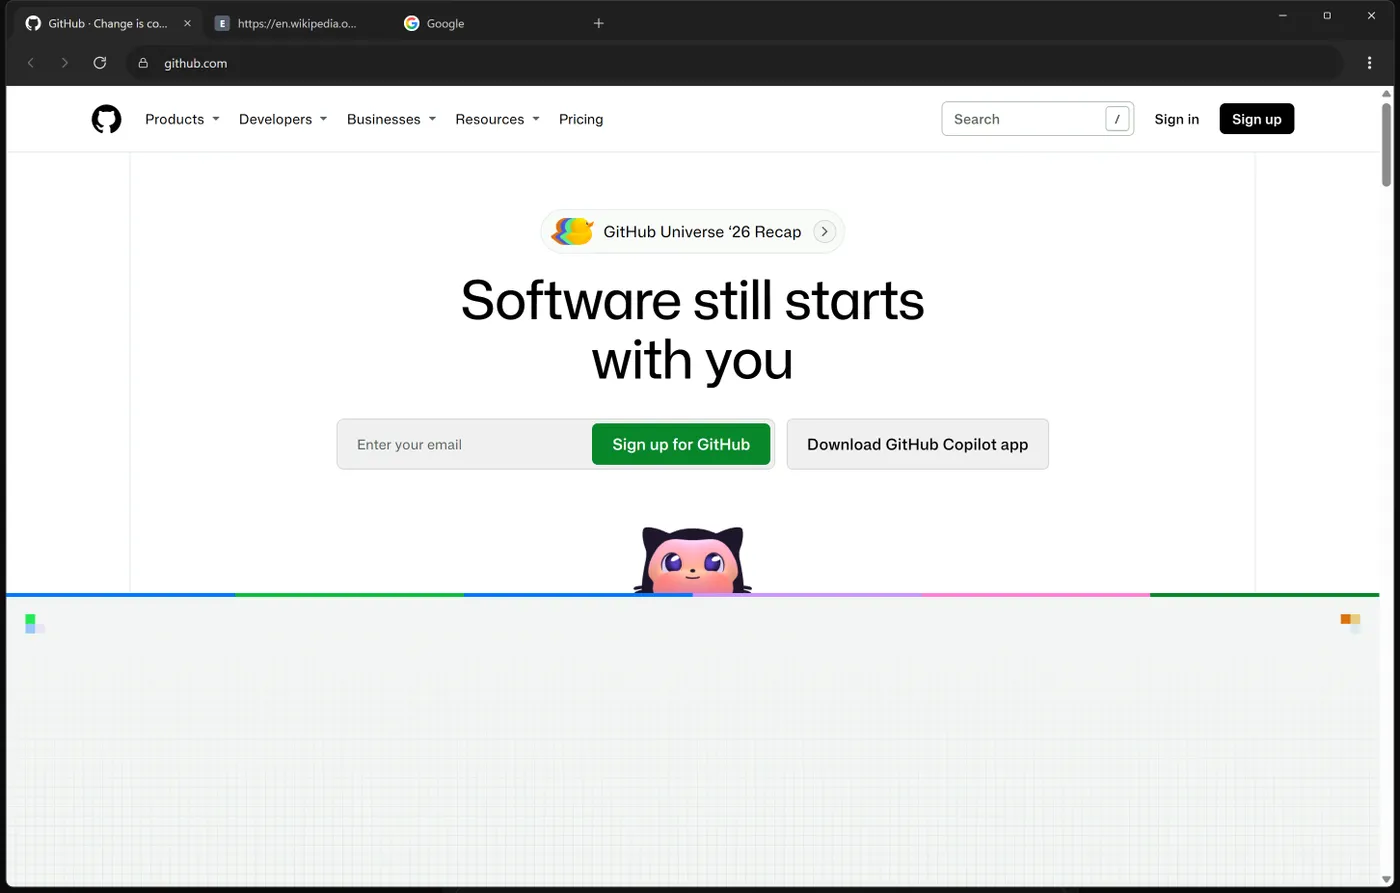 GitHub · Change is co...
E
https://en.wikipedia.o...
Google
github.com
Products
Developers
Businesses
Resources
Pricing
Search
/
Sign in
Sign up
GitHub Universe ‘26 Recap
Software still starts
with you
Enter your email
Sign up for GitHub
Download GitHub Copilot app